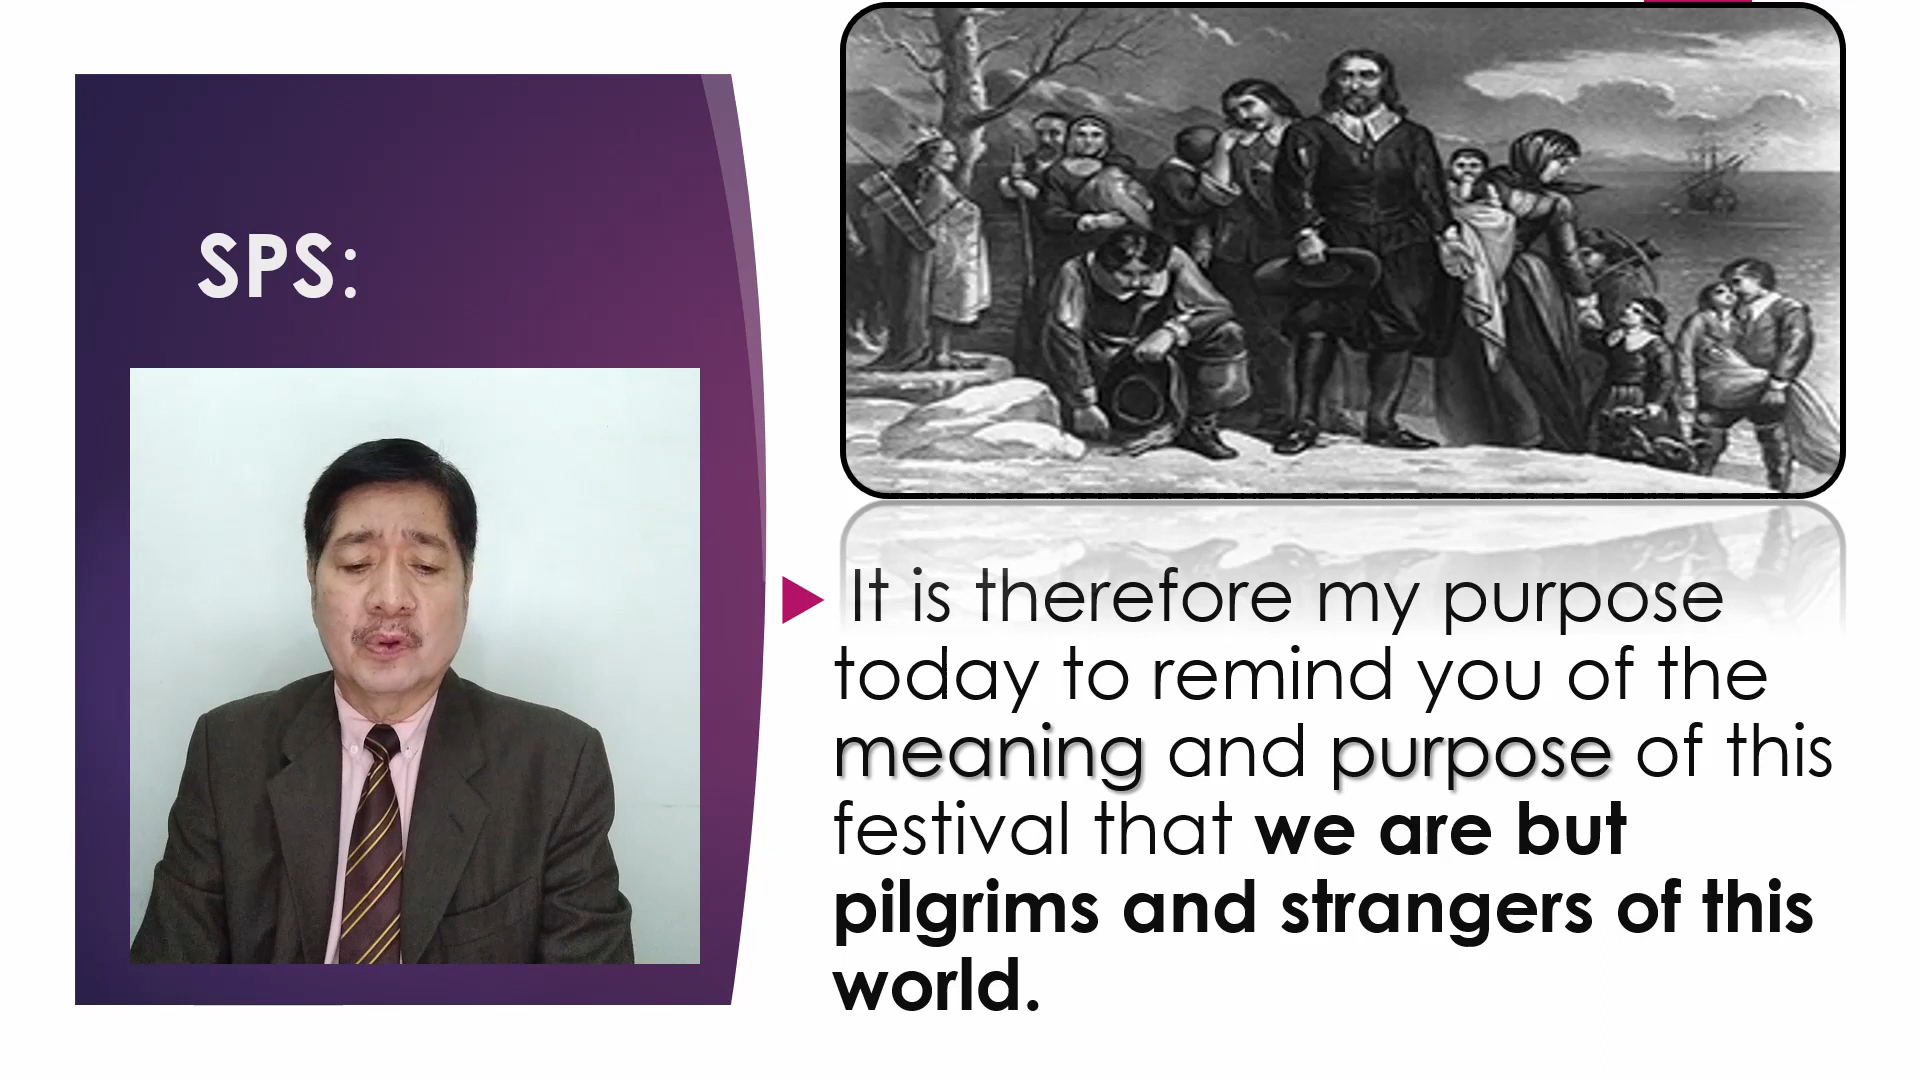 SPS:
It is therefore my purpose
today to remind you of the
meaning and purpose of this
festival that we are but
pilgrims and strangers of this
world.